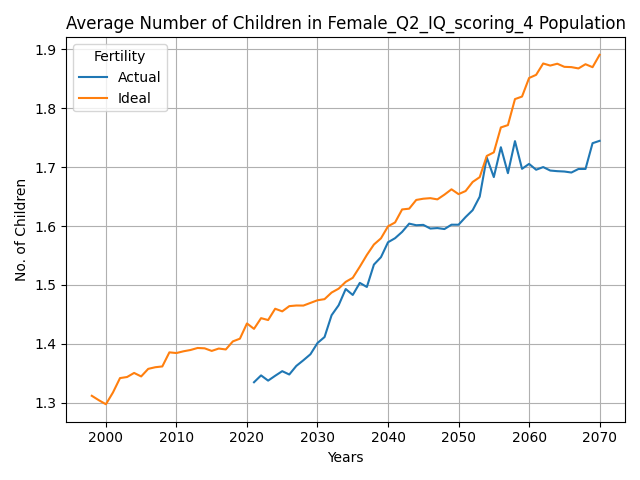 Average Number of Children in Female_Q2_IQ_scoring_4 Population
Fertility
Actual
Ideal
No. of Children
1.9
1.8
1.7
1.6
1.5
1.4
1.3
2000 2010 2020 2030 2040 2050 2060 2070
Years